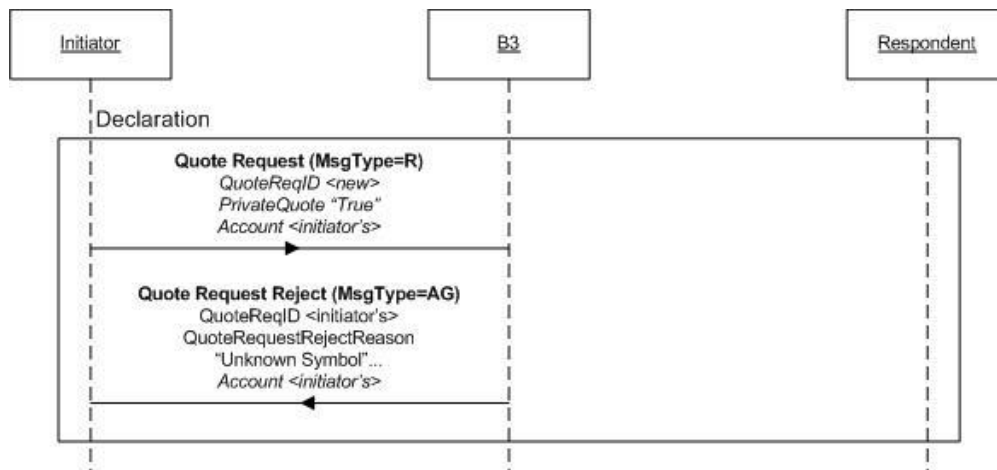 Initiator
B3
Respondent
Declaration
Quote Request (MsgType=R)
QuoteReqID <new>
PrivateQuote “True”
Account <initiator’s>
Quote Request Reject (MsgType=AG)
QuoteReqID <initiator’s>
QuoteRequestRejectReason
“Unknown Symbol”...
Account <initiator’s>